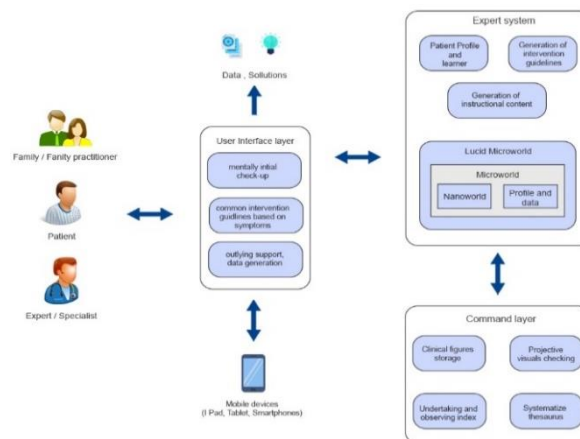 Data , Sollutions
Family / Fanity practitioner
Patient
Expert / Specialist
User Interface layer
mentally intial
check-up
common intervention
guidlines based on
symptoms
outlying support,
data generation
Mobile devices
(I Pad, Tablet, Smartphones)
Expert system
Patient Profile
and
learner
Generation of
intervention
guidelines
Generation of
instructional content
Lucid Microworld
Microworld
Nanoworld
Profile and
data
Command layer
Clinical figures
storage
Projective
visuals checking
Undertaking and
observing index
Systematize
thesaurus